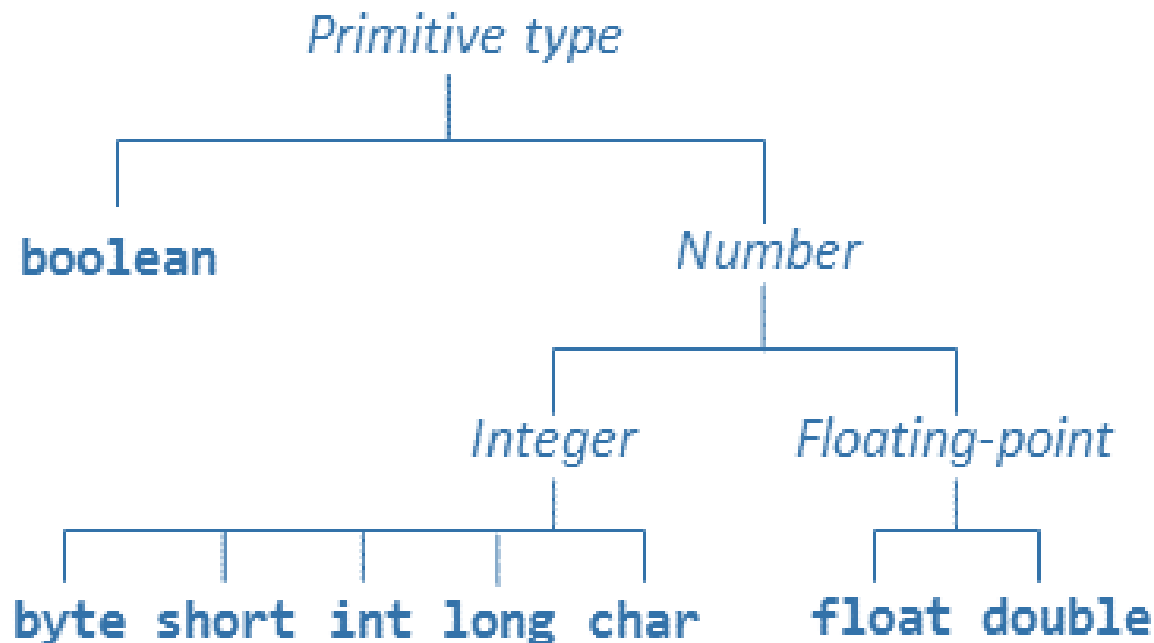 Primitive type
boolean
Number
Integer
Floating-point
byte short int long char
float double